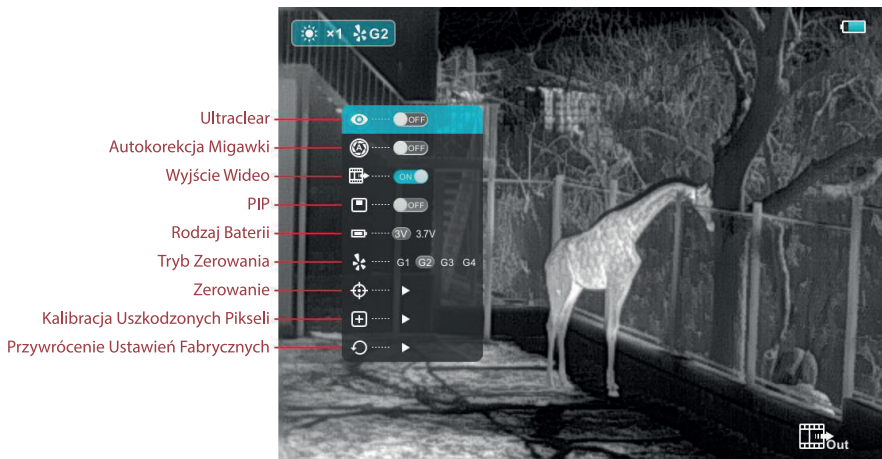 ×1 G2
Ultraclear OFF
Autokorekcja Migawki OFF
Wyjście Wideo ON
PIP OFF
Rodzaj Baterii 3V 3.7V
Tryb Zerowania G1 G2 G3 G4
Zerowanie
Kalibracja Uszkodzonych Pikseli
Przywrócenie Ustawień Fabrycznych
Out